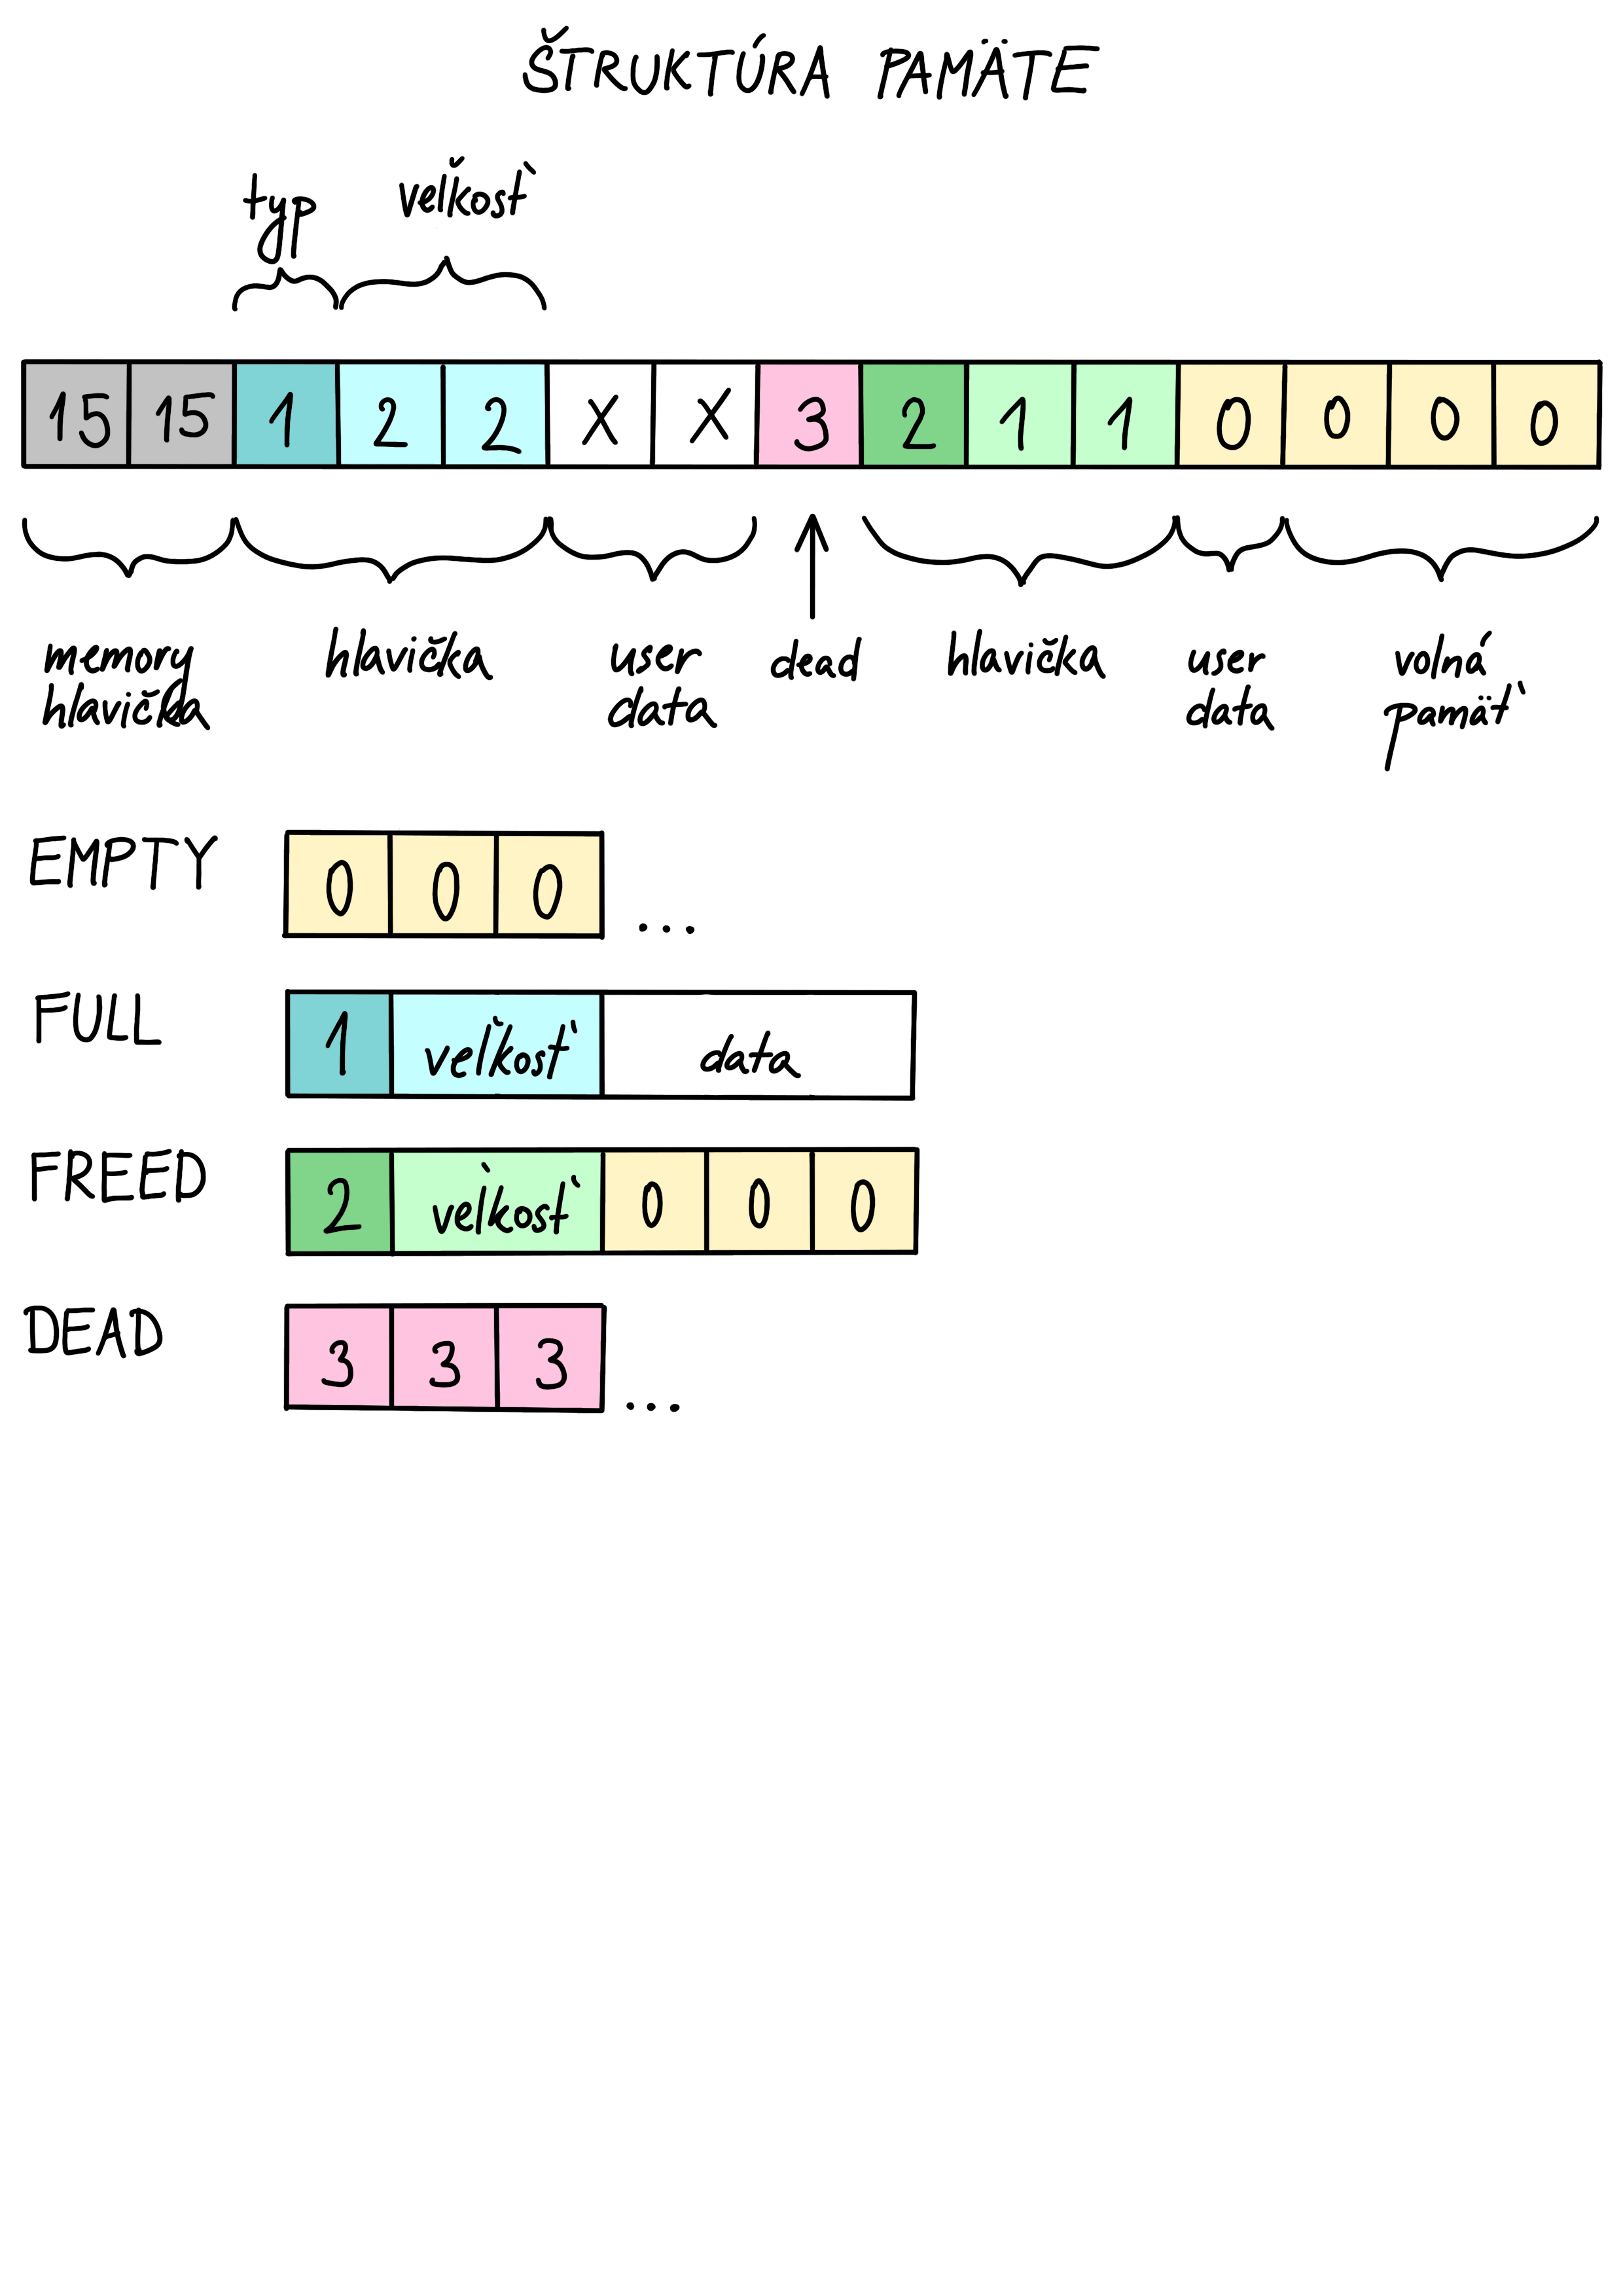 ŠTRUKTÚRA PAMÄTE
typ veľkosť
15 15 1 2 2 X X 3 2 1 1 0 0 0 0
memory hlavička user dead hlavička user volná
hlavička data data pamäť
EMPTY 0 0 0 ...
FULL 1 veľkosť data
FREED 2 veľkosť 0 0 0
DEAD 3 3 3 ...